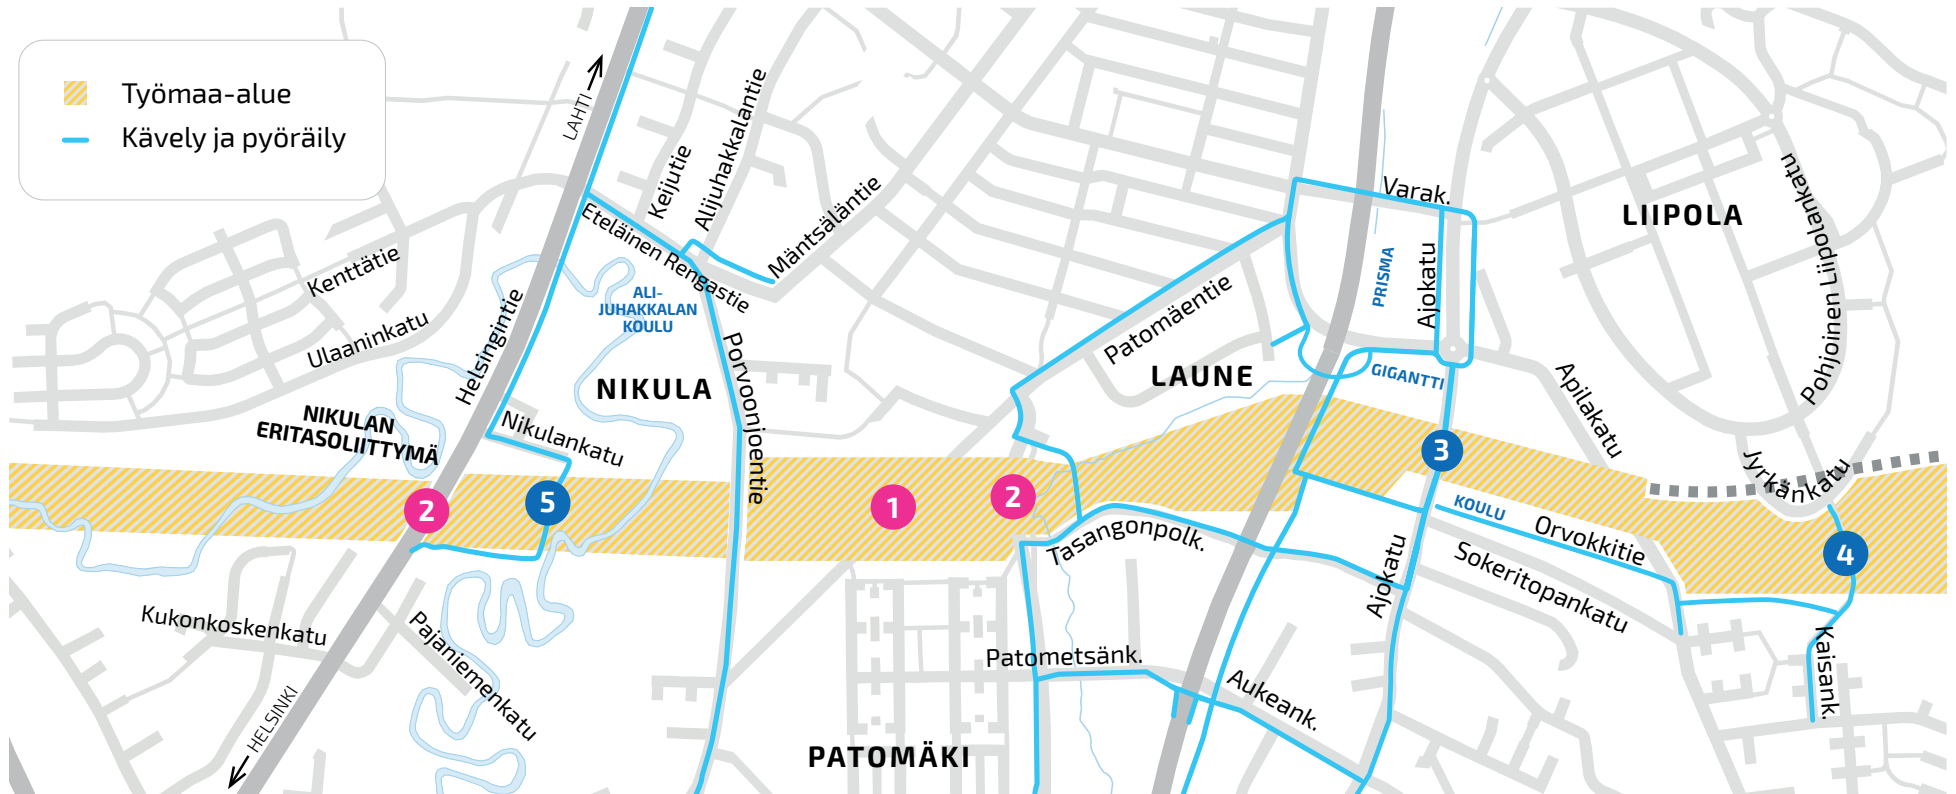 Työmaa-alue
Kävely ja pyöräily
LAHTI
Keijutie
Alijuhakkalantie
Mäntsäläntie
Eteläinen Rengastie
Kenttätie
Ulaaninkatu
Helsingintie
ALI-
JUHAKKALAN
KOULU
NIKULA
Porvoonjoentie
NIKULAN
ERITASOLIITTYMÄ
Nikulankatu
2
5
1
2
Kukonkoskenkatu
Pajaniemenkatu
HELSINKI
PATOMÄKI
Varak.
PRISMA
Ajokatu
Patomäentie
LAUNE
GIGANTTI
LIIPOLA
Pohjoinen Liipolankatu
Apilakatu
Jyrkänkatu
3
KOULU
Orvokkitie
Sokeritopankatu
4
Tasangonpolk.
Ajokatu
Patometsänk.
Aukeank.
Kaisank.